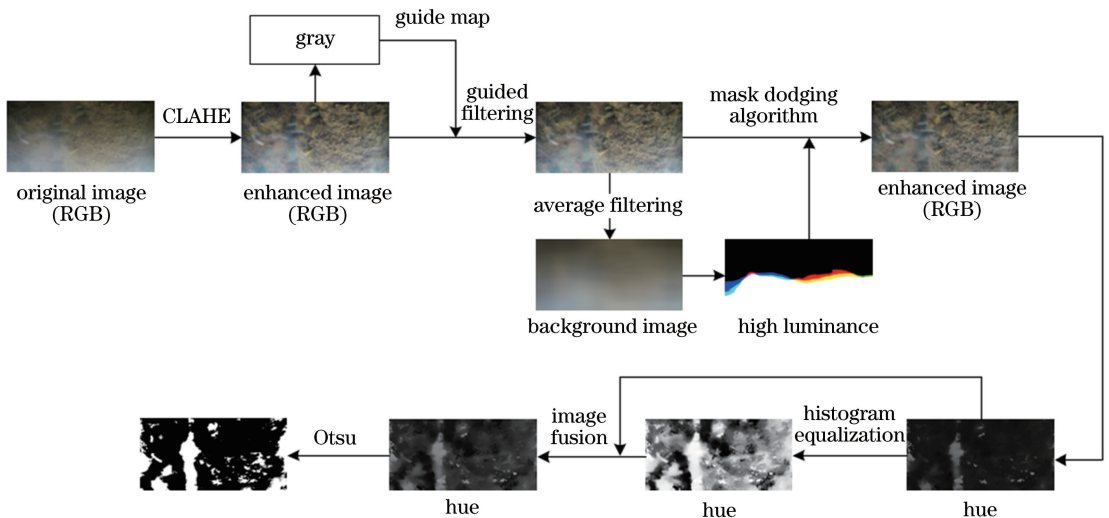 guide map
gray
CLAHE
guided
filtering
mask dodging
algorithm
original image
(RGB)
enhanced image
(RGB)
enhanced image
(RGB)
average filtering
background image
high luminance
Otsu
image
fusion
histogram
equalization
hue
hue
hue